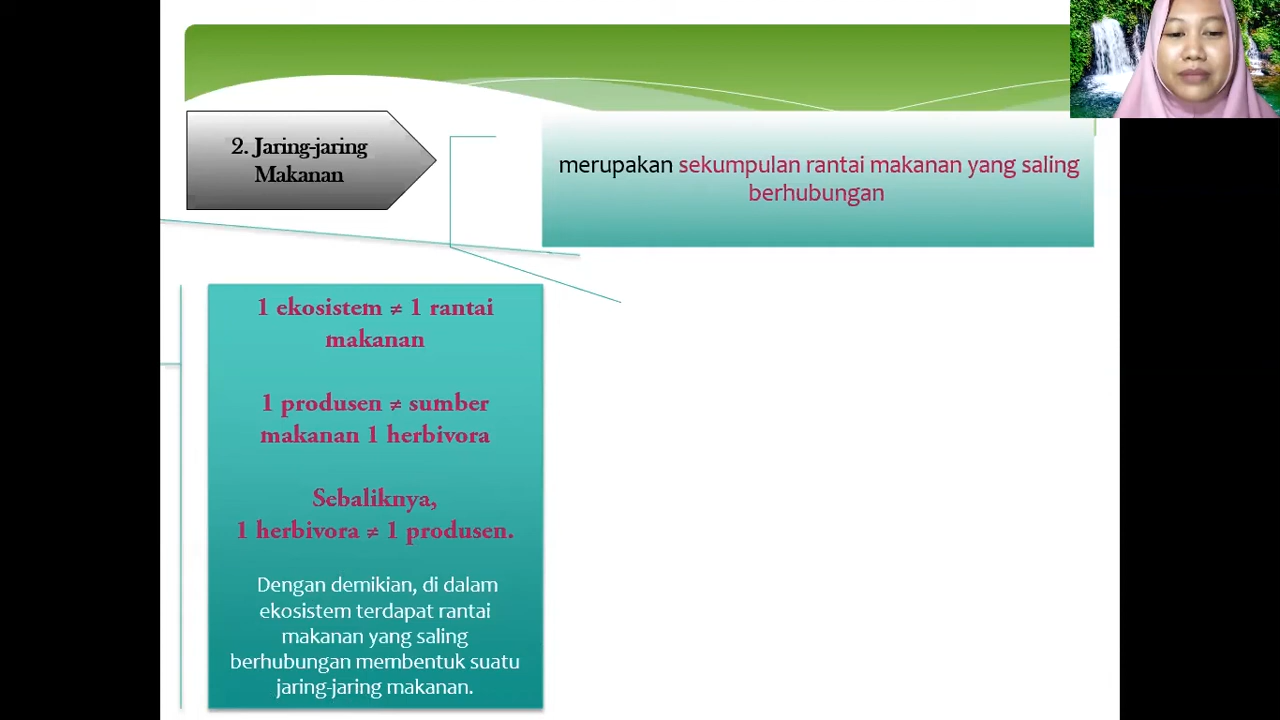 2. Jaring-jaring
Makanan
merupakan sekumpulan rantai makanan yang saling
berhubungan
1 ekosistem ≠ 1 rantai
makanan
1 produsen ≠ sumber
makanan 1 herbivora
Sebaliknya,
1 herbivora ≠ 1 produsen.
Dengan demikian, di dalam
ekosistem terdapat rantai
makanan yang saling
berhubungan membentuk suatu
jaring-jaring makanan.